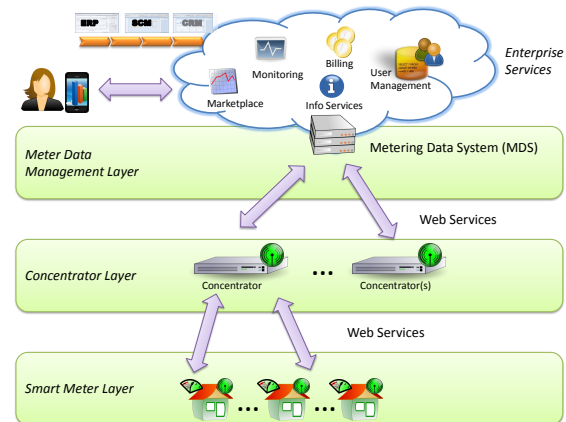 ERP SCM CRM
Billing
Monitoring
Enterprise
Services
User
Management
Marketplace
Info Services
Metering Data System (MDS)
Meter Data
Management Layer
Web Services
Concentrator Layer
Concentrator
...
Concentrator(s)
Web Services
Smart Meter Layer
... ...